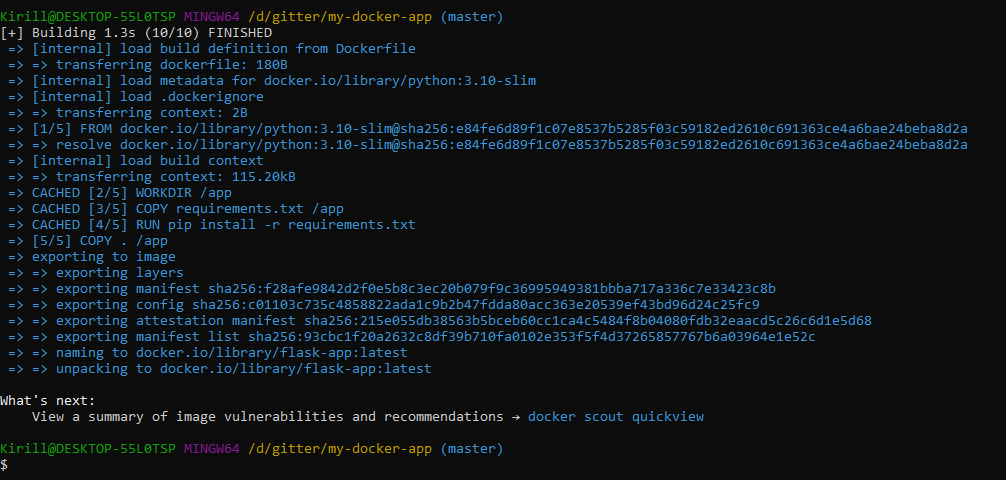 Kirill@DESKTOP-55L0TSP MINGW64 /d/gitter/my-docker-app (master)
[+] Building 1.3s (10/10) FINISHED
=> [internal] load build definition from Dockerfile
=> => transferring dockerfile: 180B
=> [internal] load metadata for docker.io/library/python:3.10-slim
=> [internal] load .dockerignore
=> => transferring context: 2B
=> [1/5] FROM docker.io/library/python:3.10-slim@sha256:e84fe6d89f1c07e8537b5285f03c59182ed2610c691363ce4a6bae24beba8d2a
=> => resolve docker.io/library/python:3.10-slim@sha256:e84fe6d89f1c07e8537b5285f03c59182ed2610c691363ce4a6bae24beba8d2a
=> [internal] load build context
=> => transferring context: 115.20kB
=> CACHED [2/5] WORKDIR /app
=> CACHED [3/5] COPY requirements.txt /app
=> CACHED [4/5] RUN pip install -r requirements.txt
=> [5/5] COPY . /app
=> exporting to image
=> => exporting layers
=> => exporting manifest sha256:f28afe9842d2f0e5b8c3ec20b079f9c36995949381bbba717a336c7e33423c8b
=> => exporting config sha256:c01103c735c4858822ada1c9b2b47fdda80acc363e20539ef43bd96d24c25fc9
=> => exporting attestation manifest sha256:215e055db38563b5bceb60cc1ca4c5484f8b04080fdb32eaacd5c26c6d1e5d68
=> => exporting manifest list sha256:93cbc1f20a2632c8df39b710fa0102e353f5f4d37265857767b6a03964e1e52c
=> => naming to docker.io/library/flask-app:latest
=> => unpacking to docker.io/library/flask-app:latest
What's next:
View a summary of image vulnerabilities and recommendations → docker scout quickview
Kirill@DESKTOP-55L0TSP MINGW64 /d/gitter/my-docker-app (master)
$